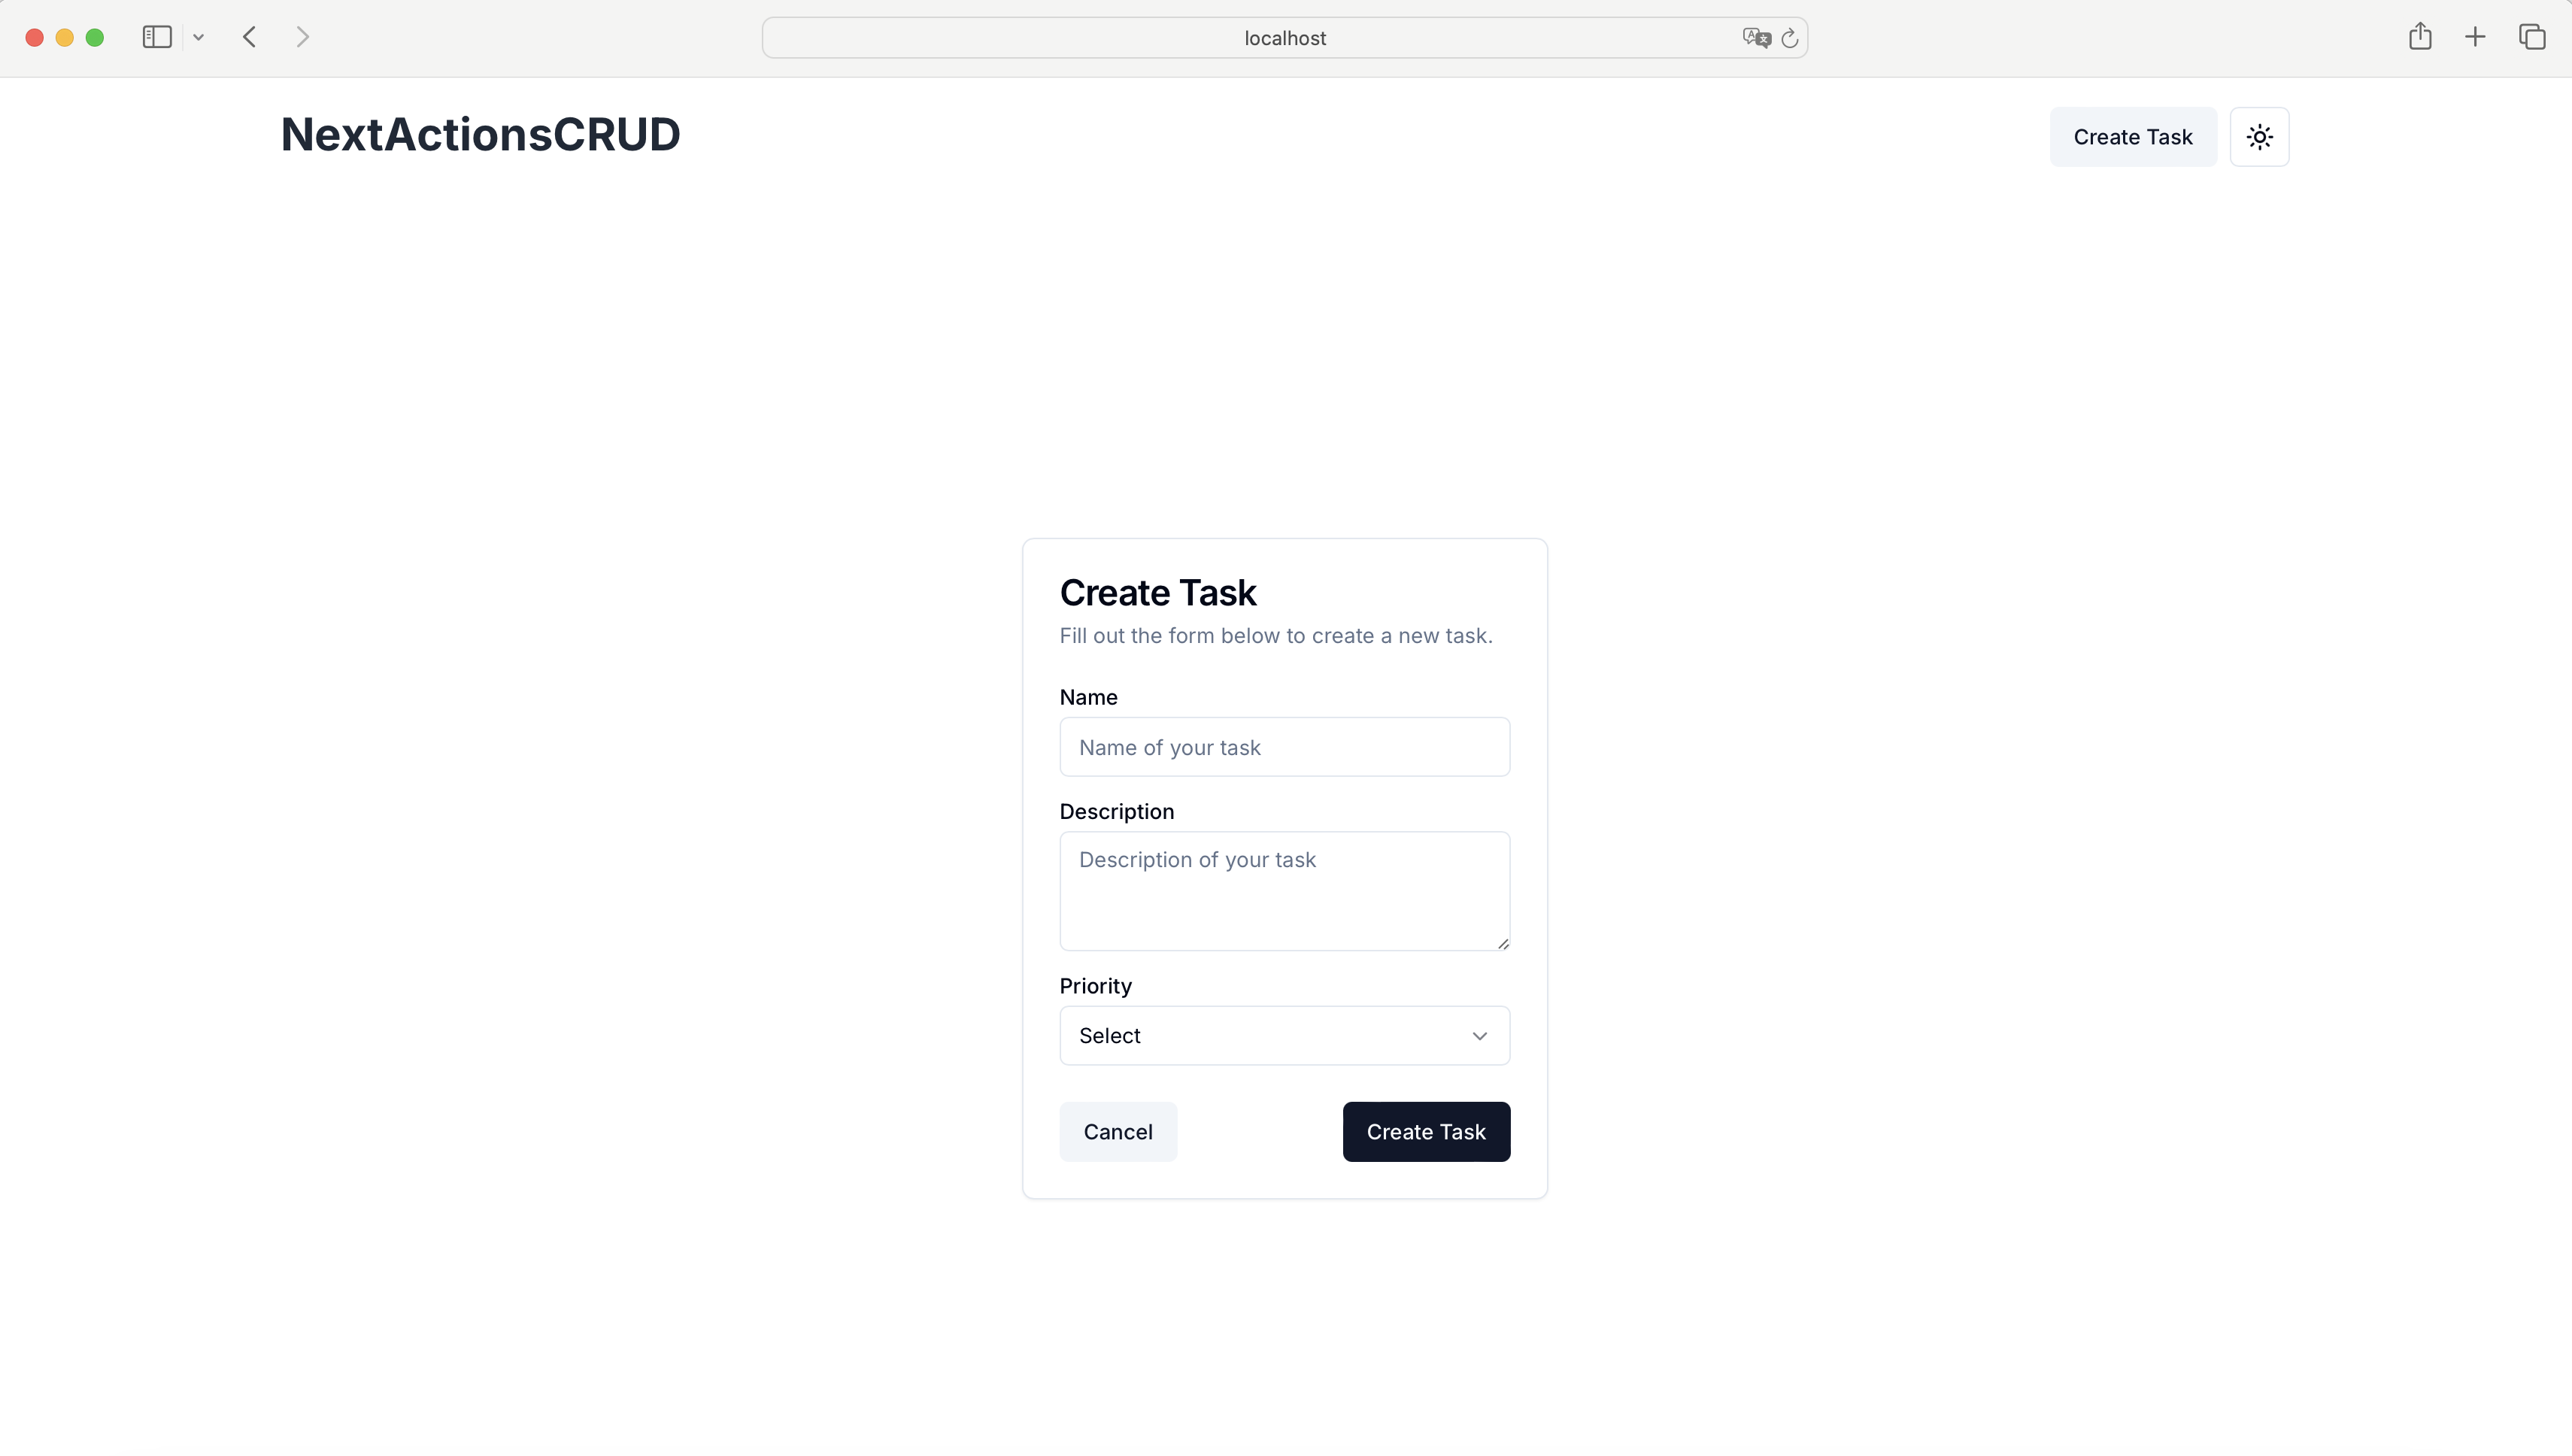 localhost
NextActionsCRUD
Create Task
Create Task
Fill out the form below to create a new task.
Name
Name of your task
Description
Description of your task
Priority
Select
Cancel
Create Task